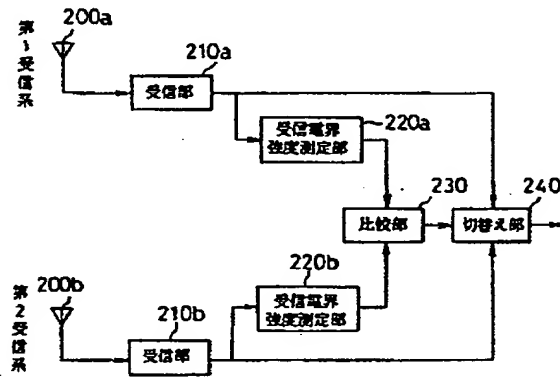 第1受信系
200a
210a
受信部
220a
受信電界
強度測定部
230
240
比較部
切替え部
220b
受信電界
強度測定部
第2受信系
200b
210b
受信部